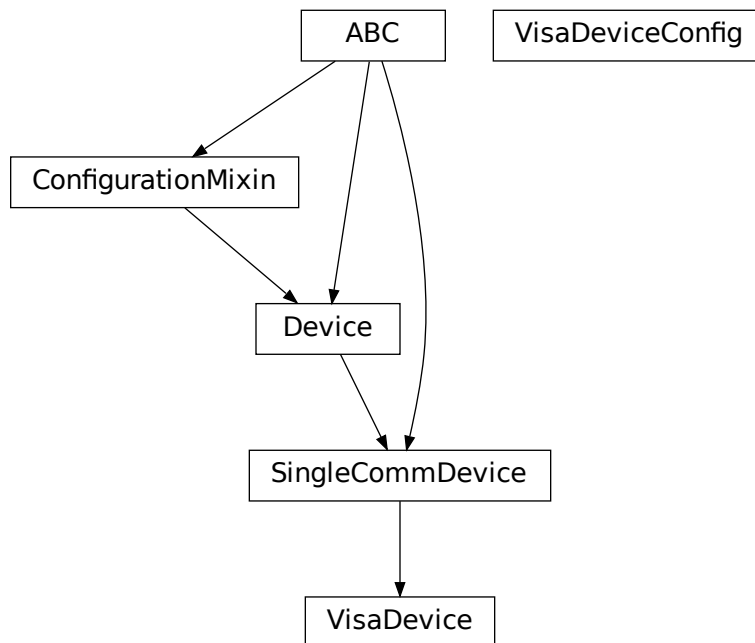 ABC
VisaDeviceConfig
ConfigurationMixin
Device
SingleCommDevice
VisaDevice